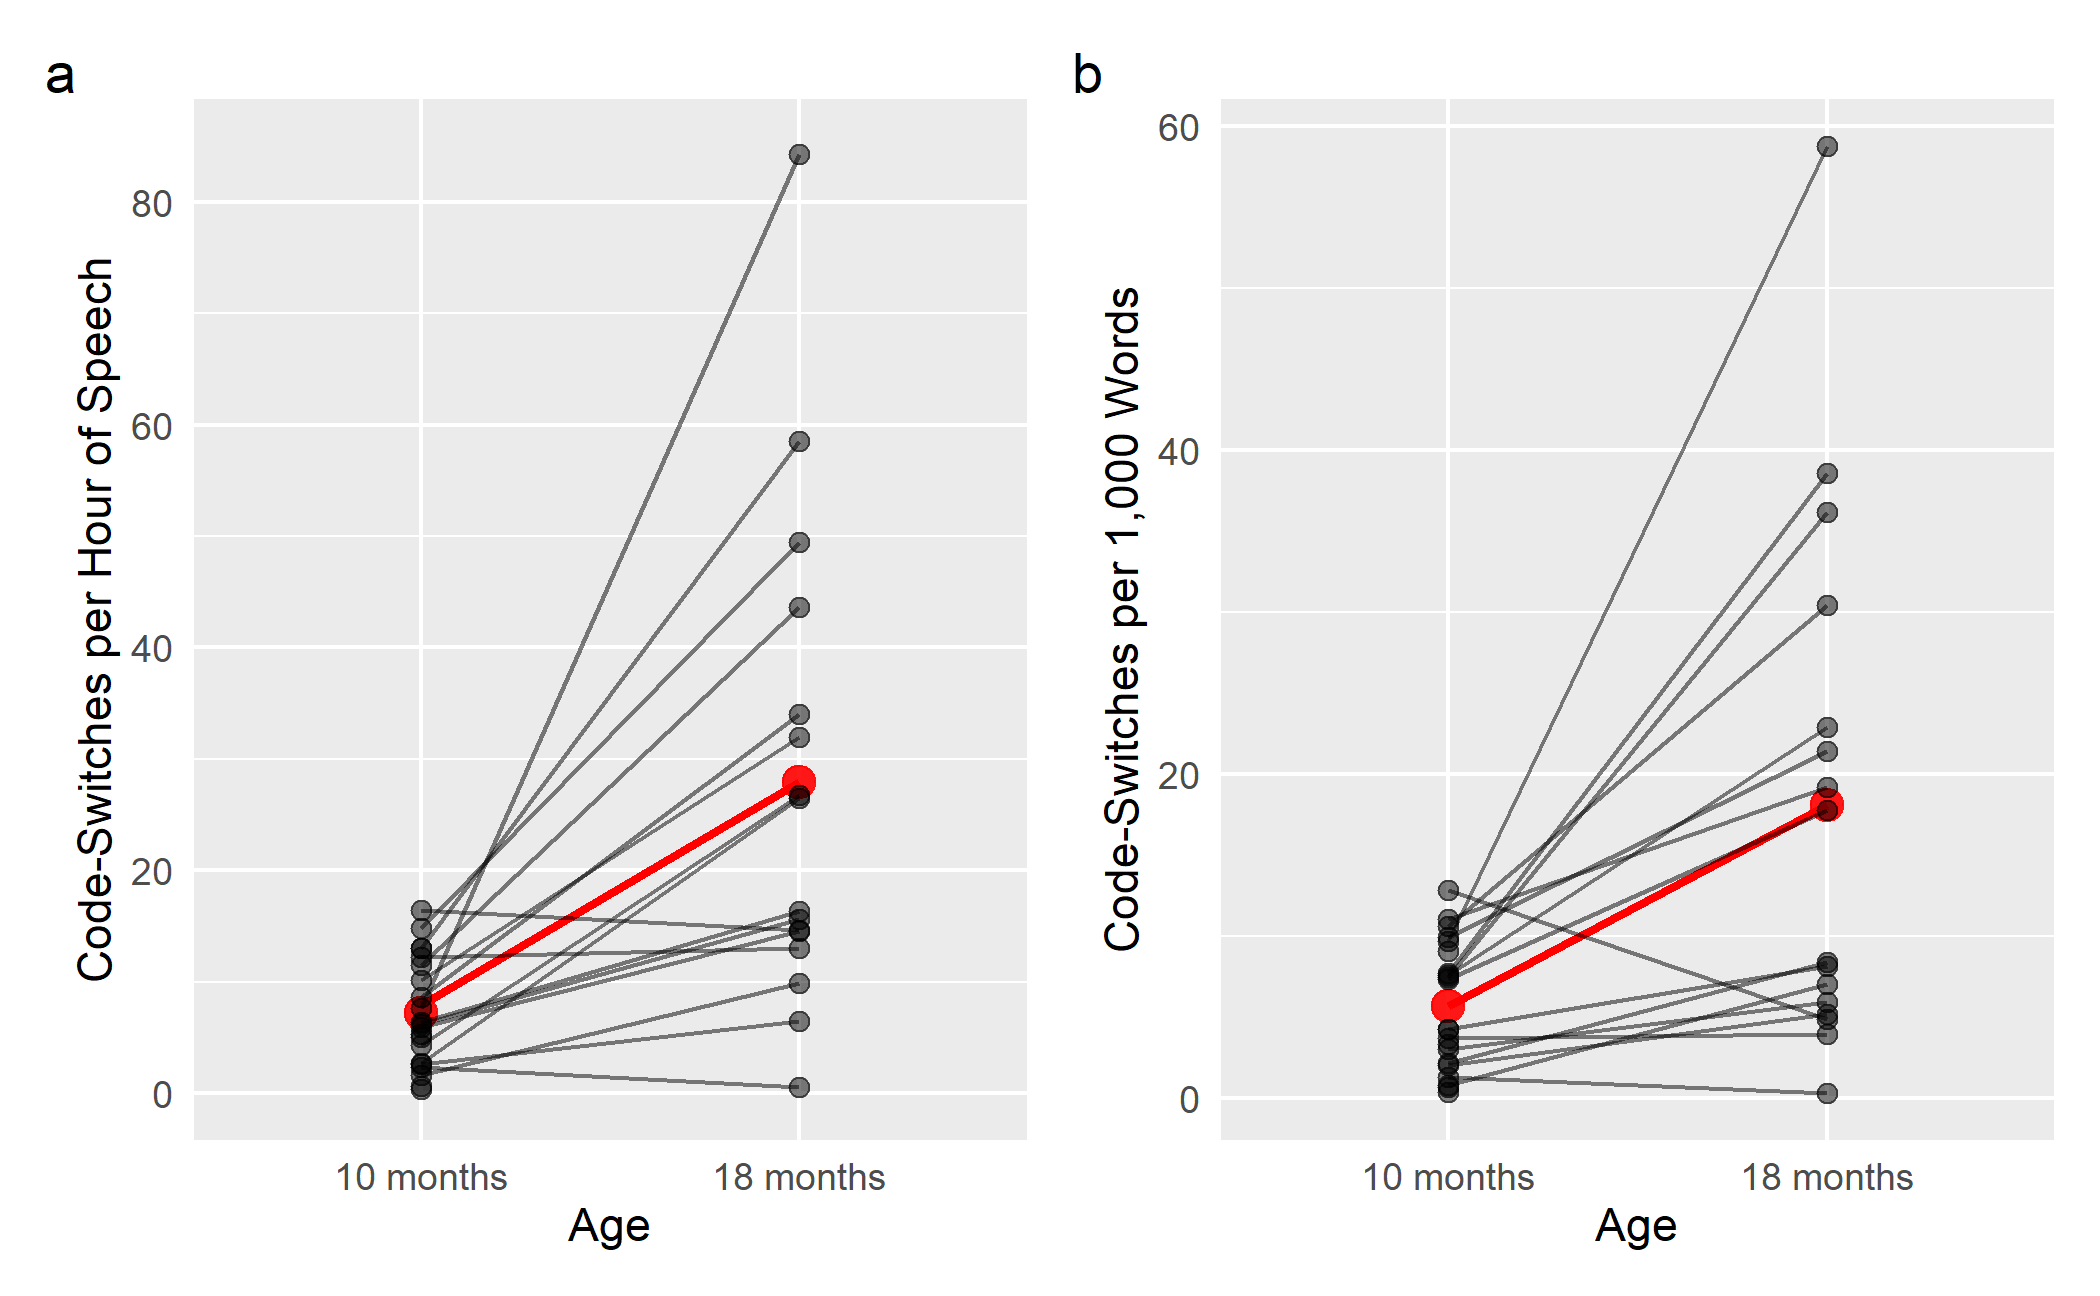 a
Code-Switches per Hour of Speech
80
60
40
20
0
10 months 18 months
Age
b
Code-Switches per 1,000 Words
60
40
20
0
10 months 18 months
Age